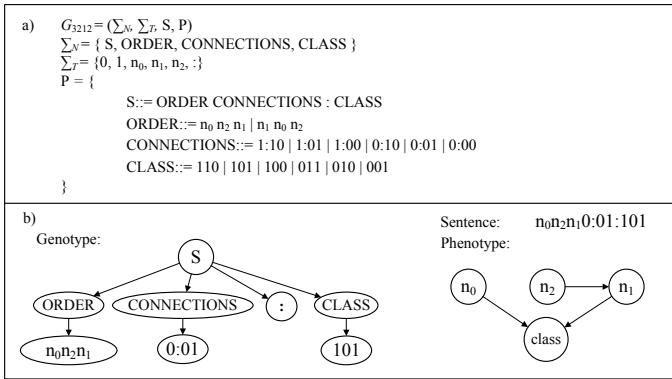 a) G3212 = (∑N, ∑T, S, P)
∑N = { S, ORDER, CONNECTIONS, CLASS }
∑T = {0, 1, n0, n1, n2, :}
P = {
S::= ORDER CONNECTIONS : CLASS
ORDER::= n0 n2 n1 | n1 n0 n2
CONNECTIONS::= 1:10 | 1:01 | 1:00 | 0:10 | 0:01 | 0:00
CLASS::= 110 | 101 | 100 | 011 | 010 | 001
}
b)
Genotype:
S
ORDER CONNECTIONS : CLASS
n0n2n1 0:01 101
Sentence: n0n2n10:01:101
Phenotype:
n0 n2 n1
class